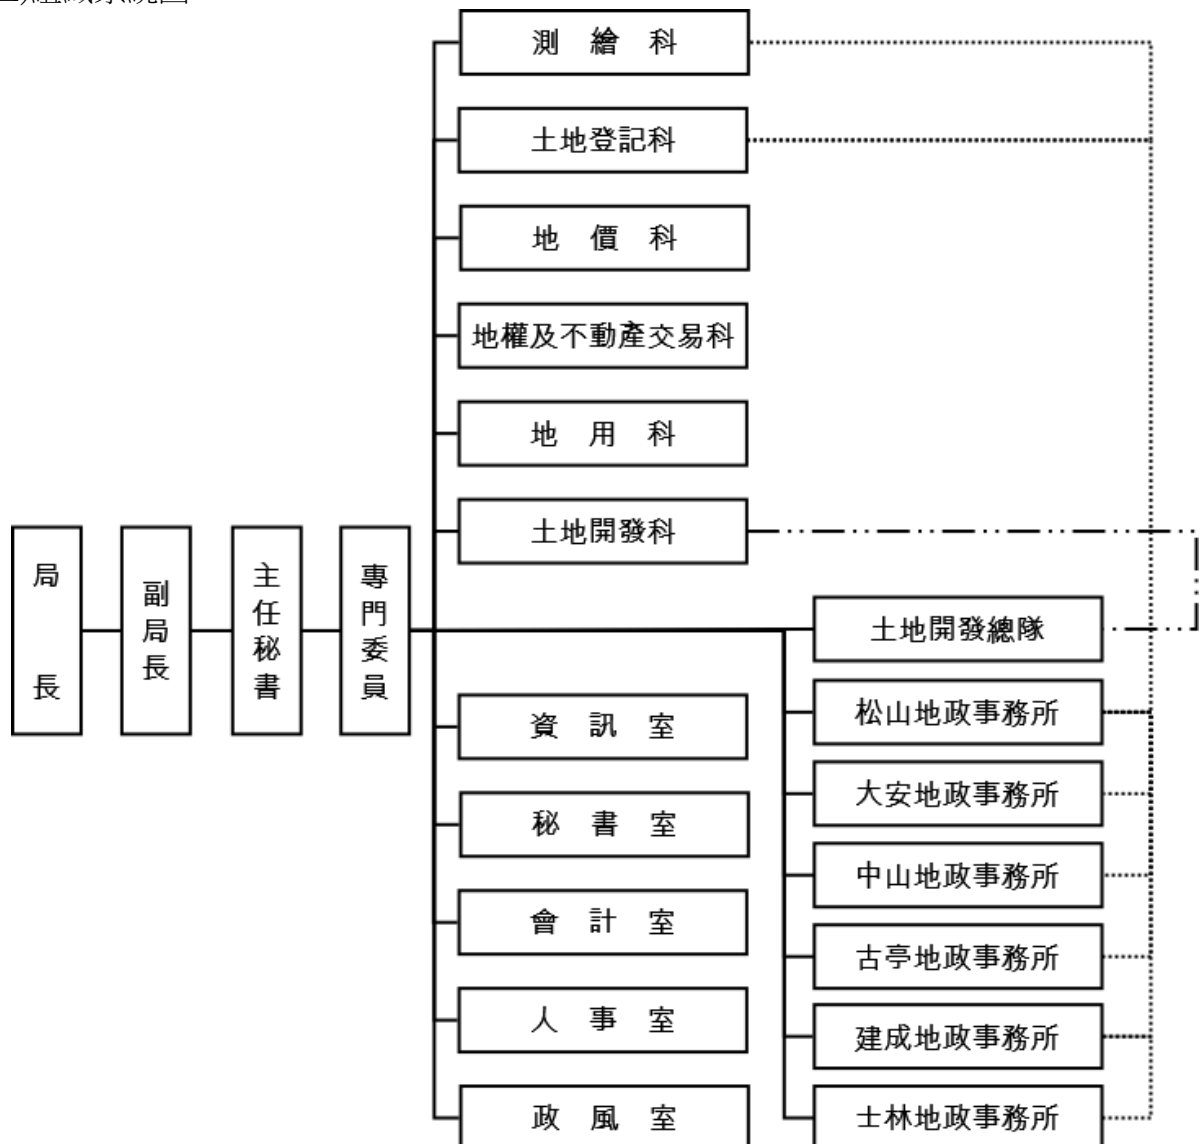 組織系統圖
測繪科
土地登記科
地價科
地權及不動產交易科
地用科
土地開發科
局長
副局長
主任秘書
專門委員
土地開發總隊
松山地政事務所
大安地政事務所
中山地政事務所
古亭地政事務所
建成地政事務所
士林地政事務所
資訊室
秘書室
會計室
人事室
政風室